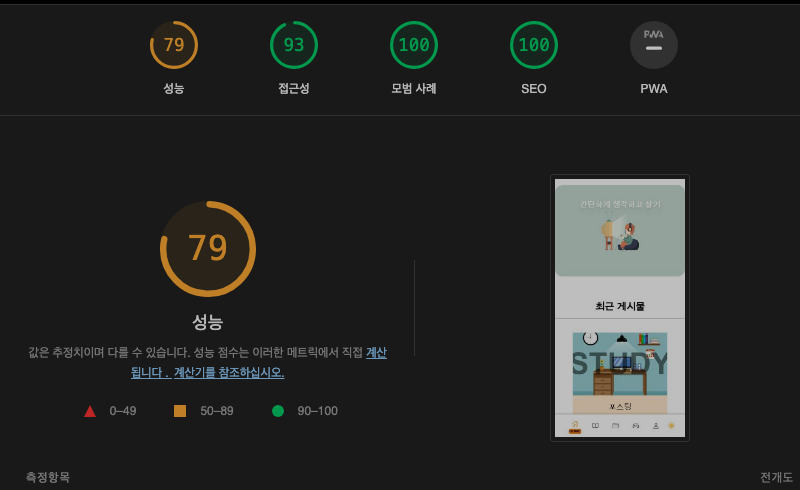 79
93
100
100
PWA
성능
접근성
모범 사례
SEO
PWA
간단하게 생각하고 살기
79
최근 게시물
성능
값은 추정치이며 다를 수 있습니다. 성능 점수는 이러한 메트릭에서 직접 계산
됩니다 . 계산기를 참조하십시오.
STUDY
0–49
50–89
90–100
포스팅
측정항목
전개도